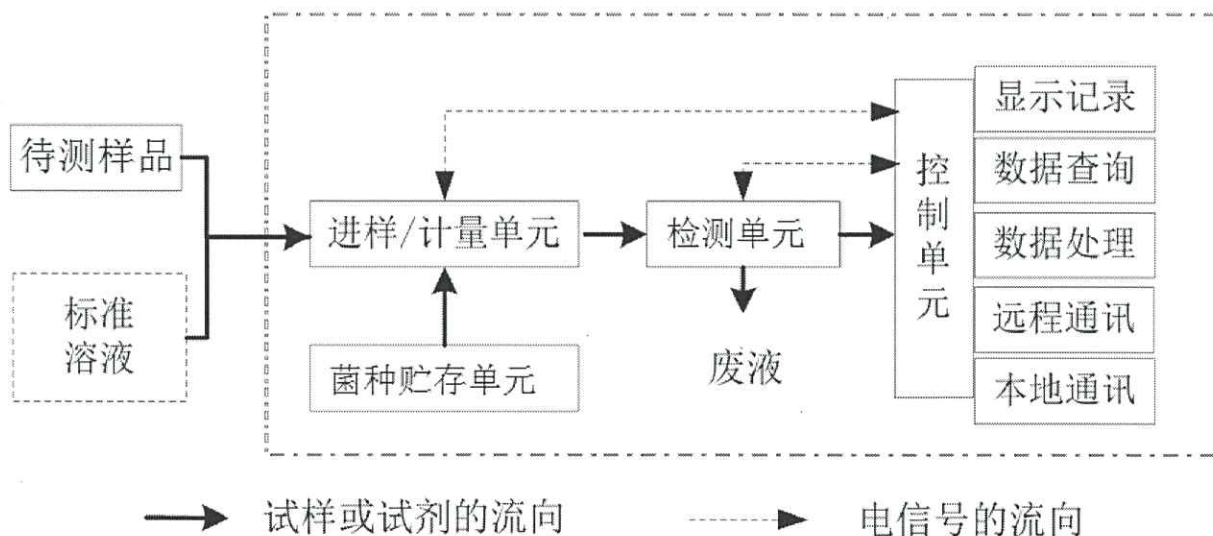 待测样品
标准
溶液
进样/计量单元
菌种贮存单元
检测单元
废液
控制单元
显示记录
数据查询
数据处理
远程通讯
本地通讯
试样或试剂的流向
电信号的流向